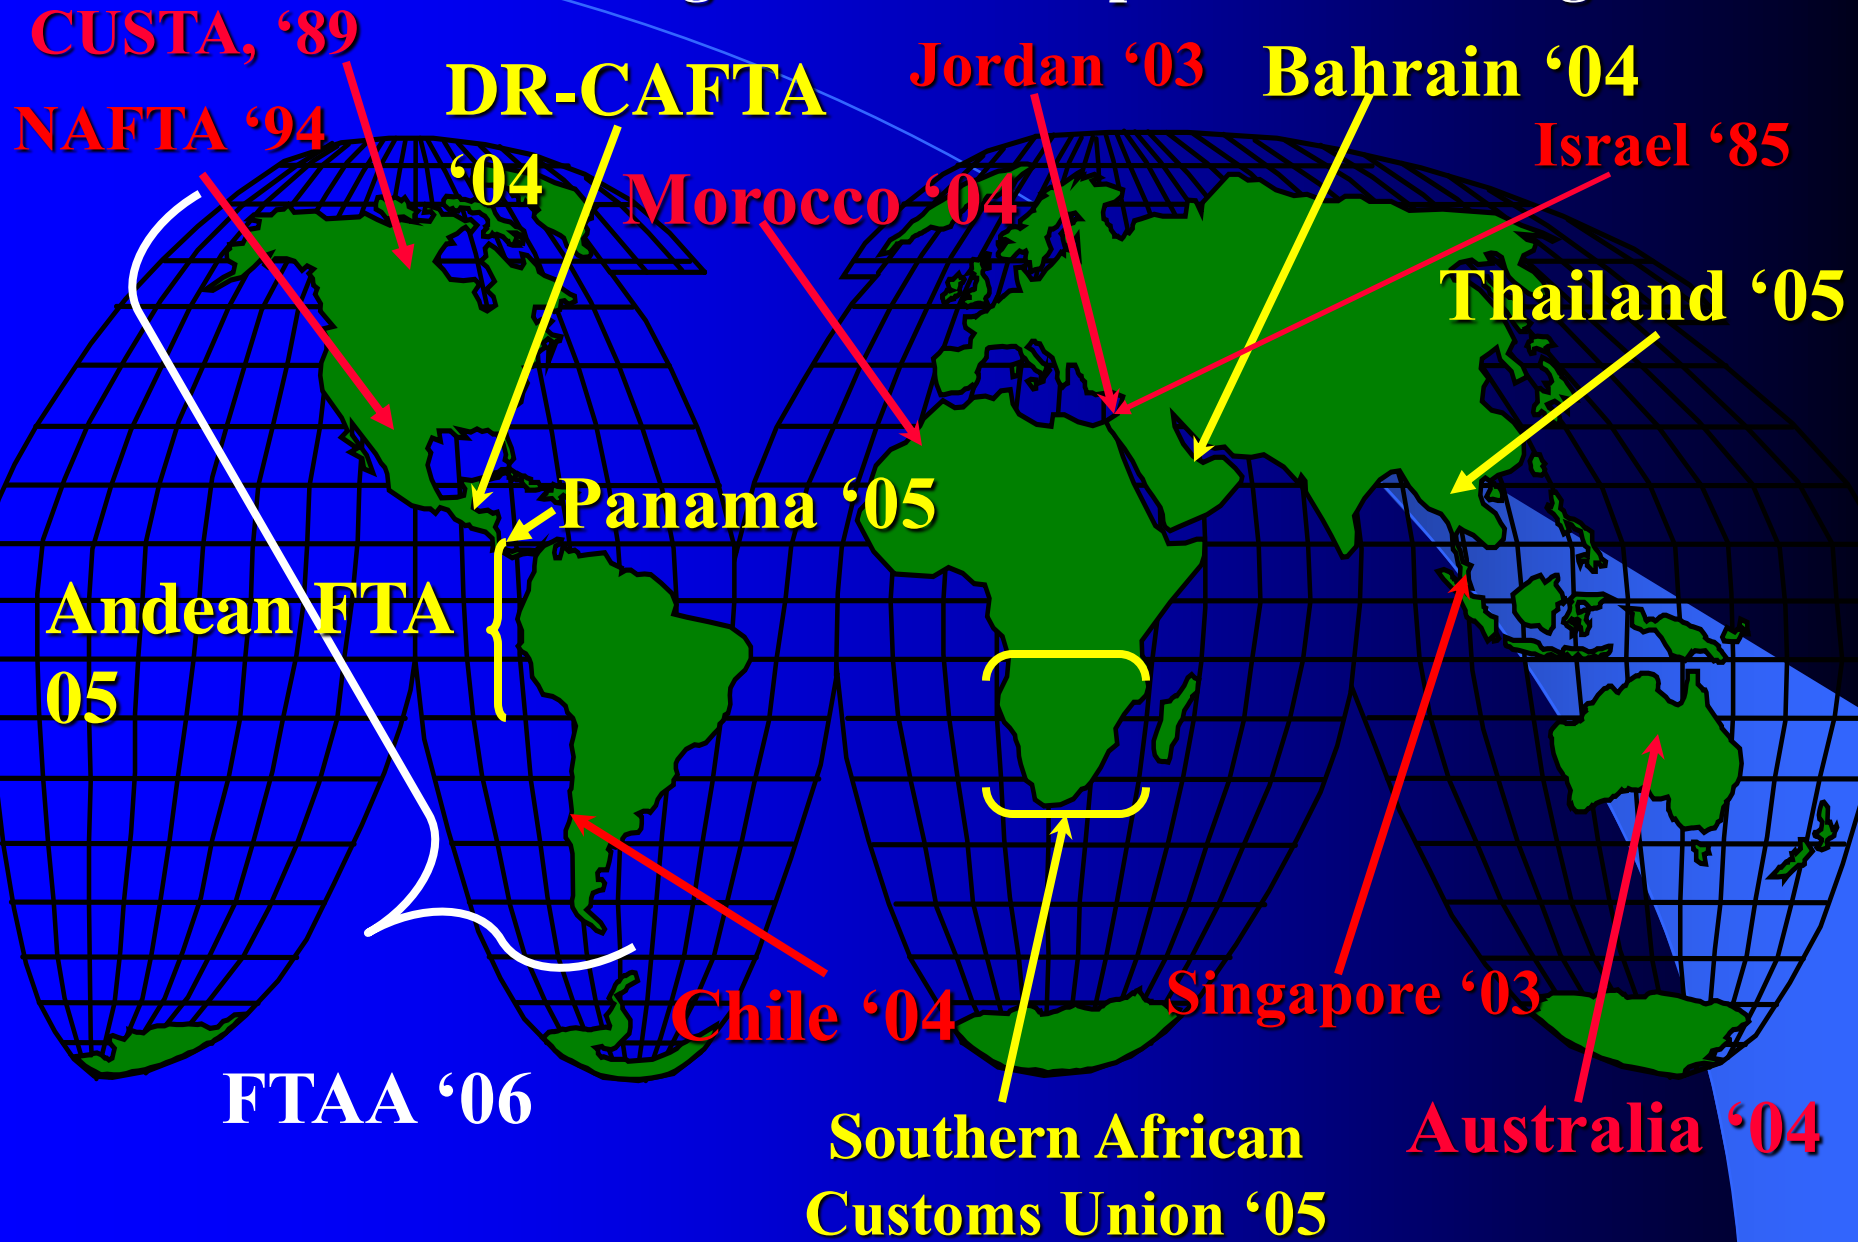 CUSTA, ‘89
NAFTA ‘94
DR-CAFTA
‘04
Morocco ‘04
Jordan ‘03
Bahrain ‘04
Israel ‘85
Thailand ‘05
Panama ‘05
Andean FTA
05
Chile ‘04
Singapore ‘03
FTAA ‘06
Southern African
Customs Union ‘05
Australia ‘04